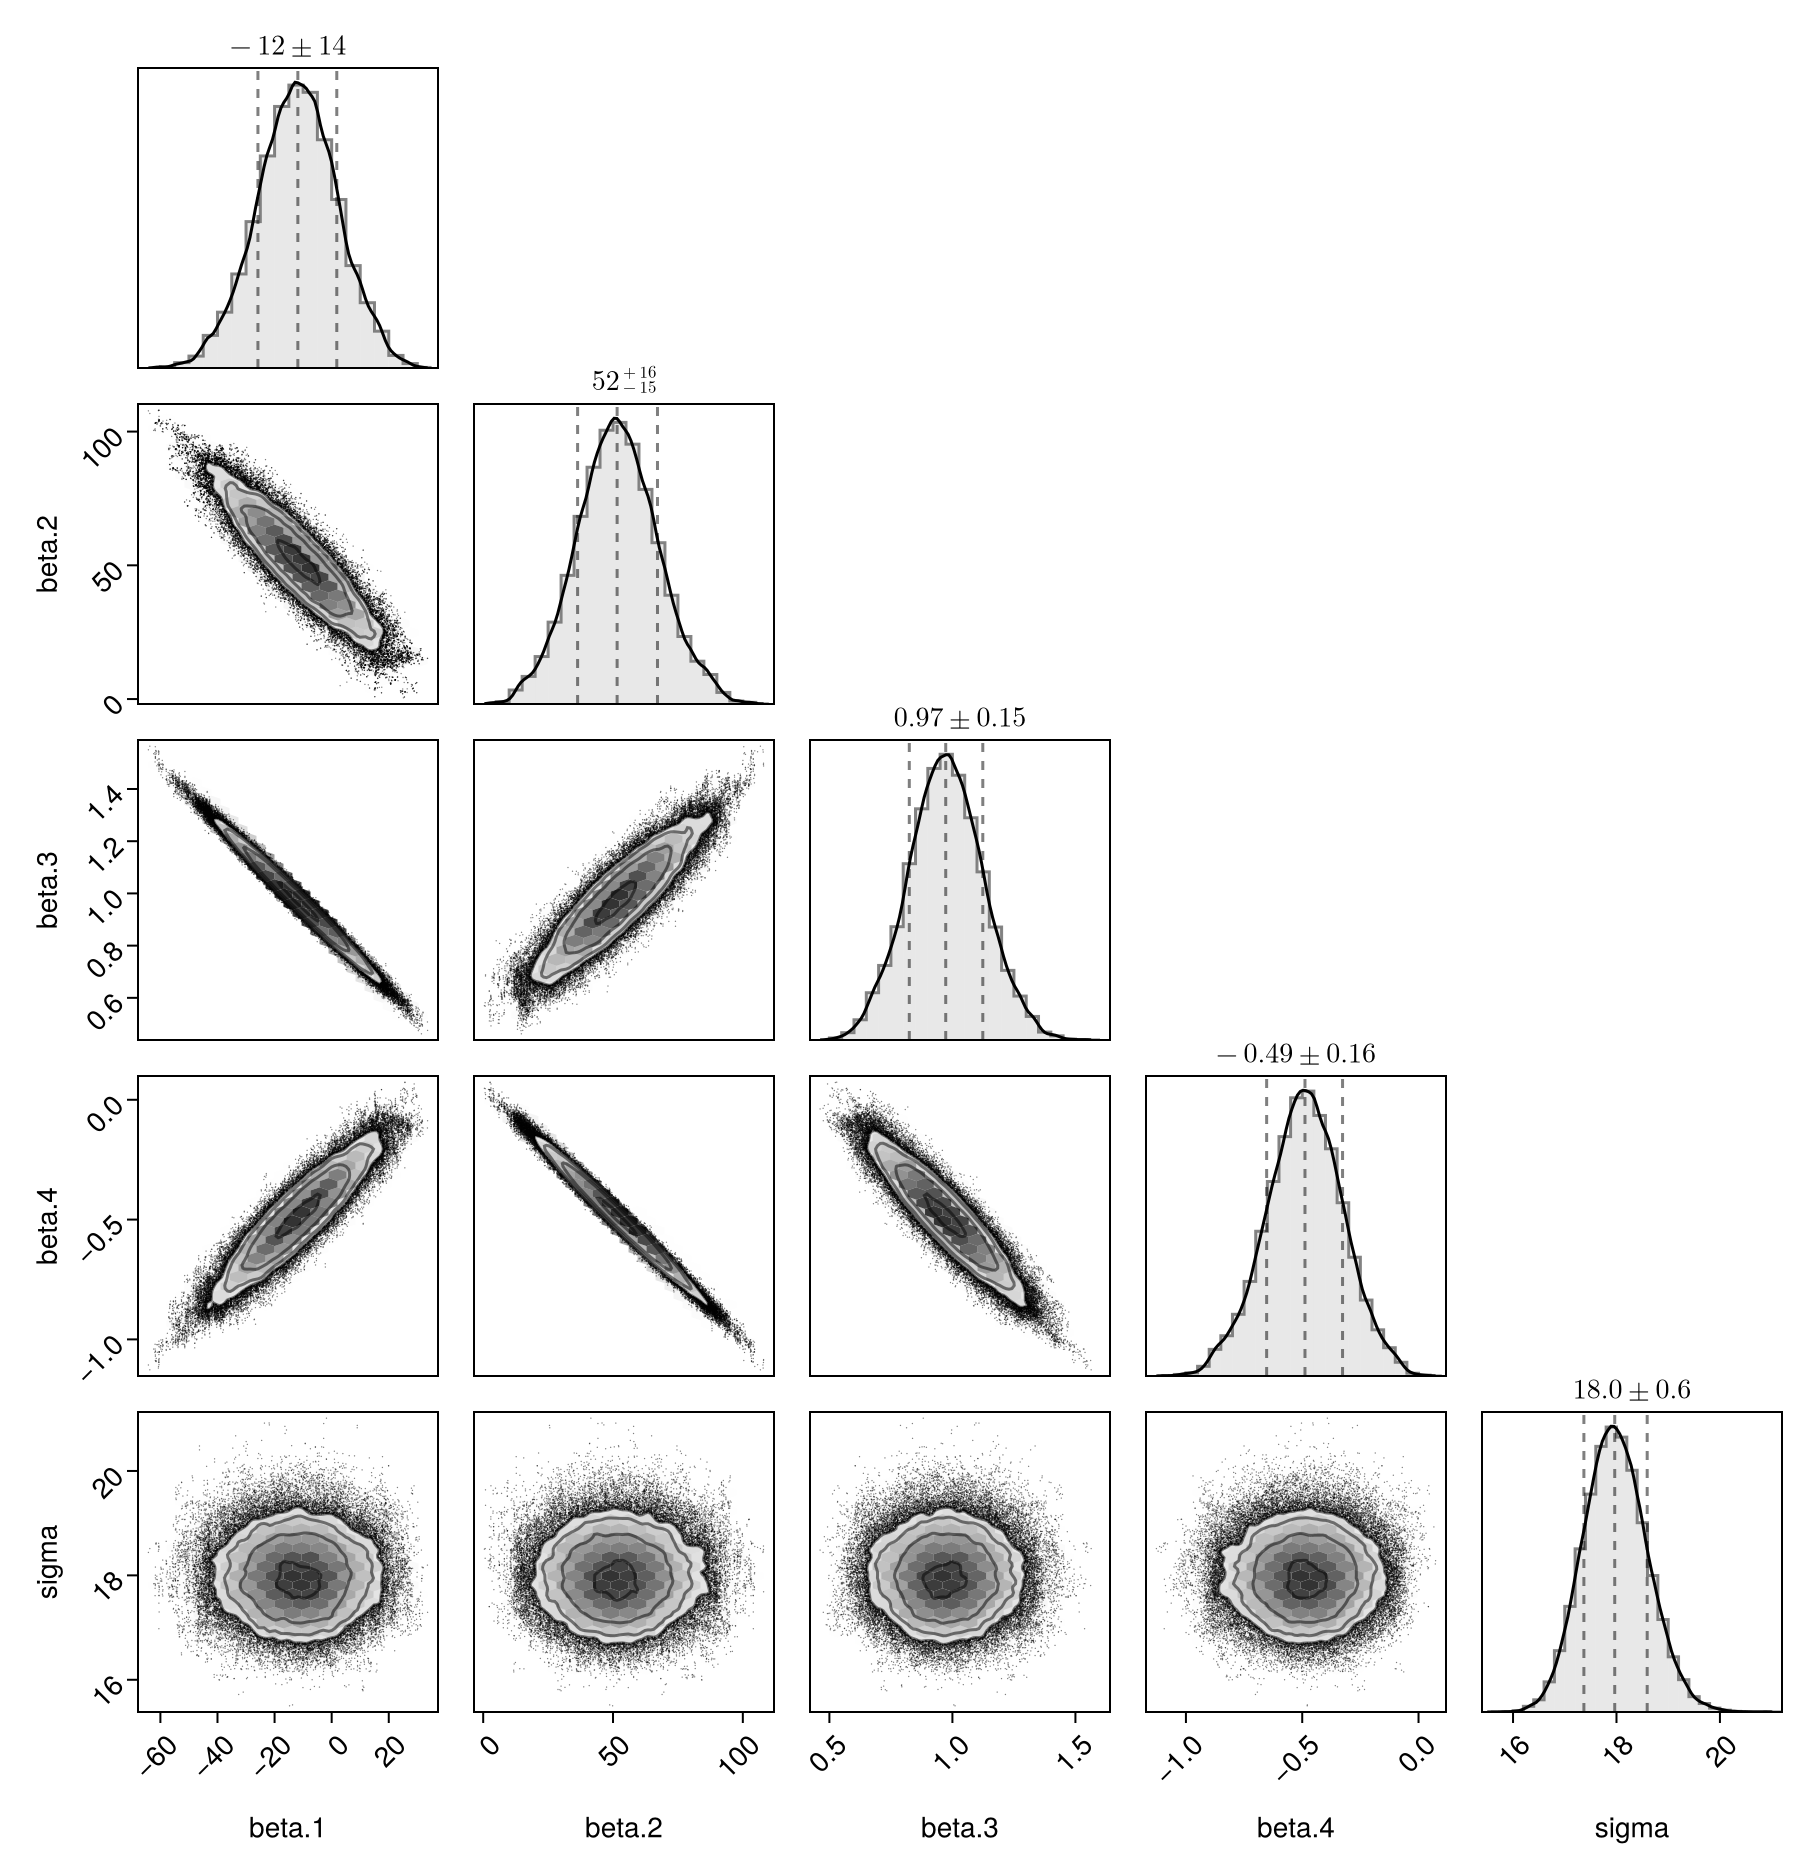 − 12 ± 14
52 +16 −15
beta.2
100
50
0
0.97 ± 0.15
beta.3
1.4
1.2
1.0
0.8
0.6
− 0.49 ± 0.16
beta.4
0.0
−0.5
−1.0
18.0 ± 0.6
sigma
20
18
16
−60 −40 −20 0 20
0 50 100
0.5 1.0 1.5
−1.0 −0.5 0.0
16 18 20
beta.1 beta.2 beta.3 beta.4 sigma